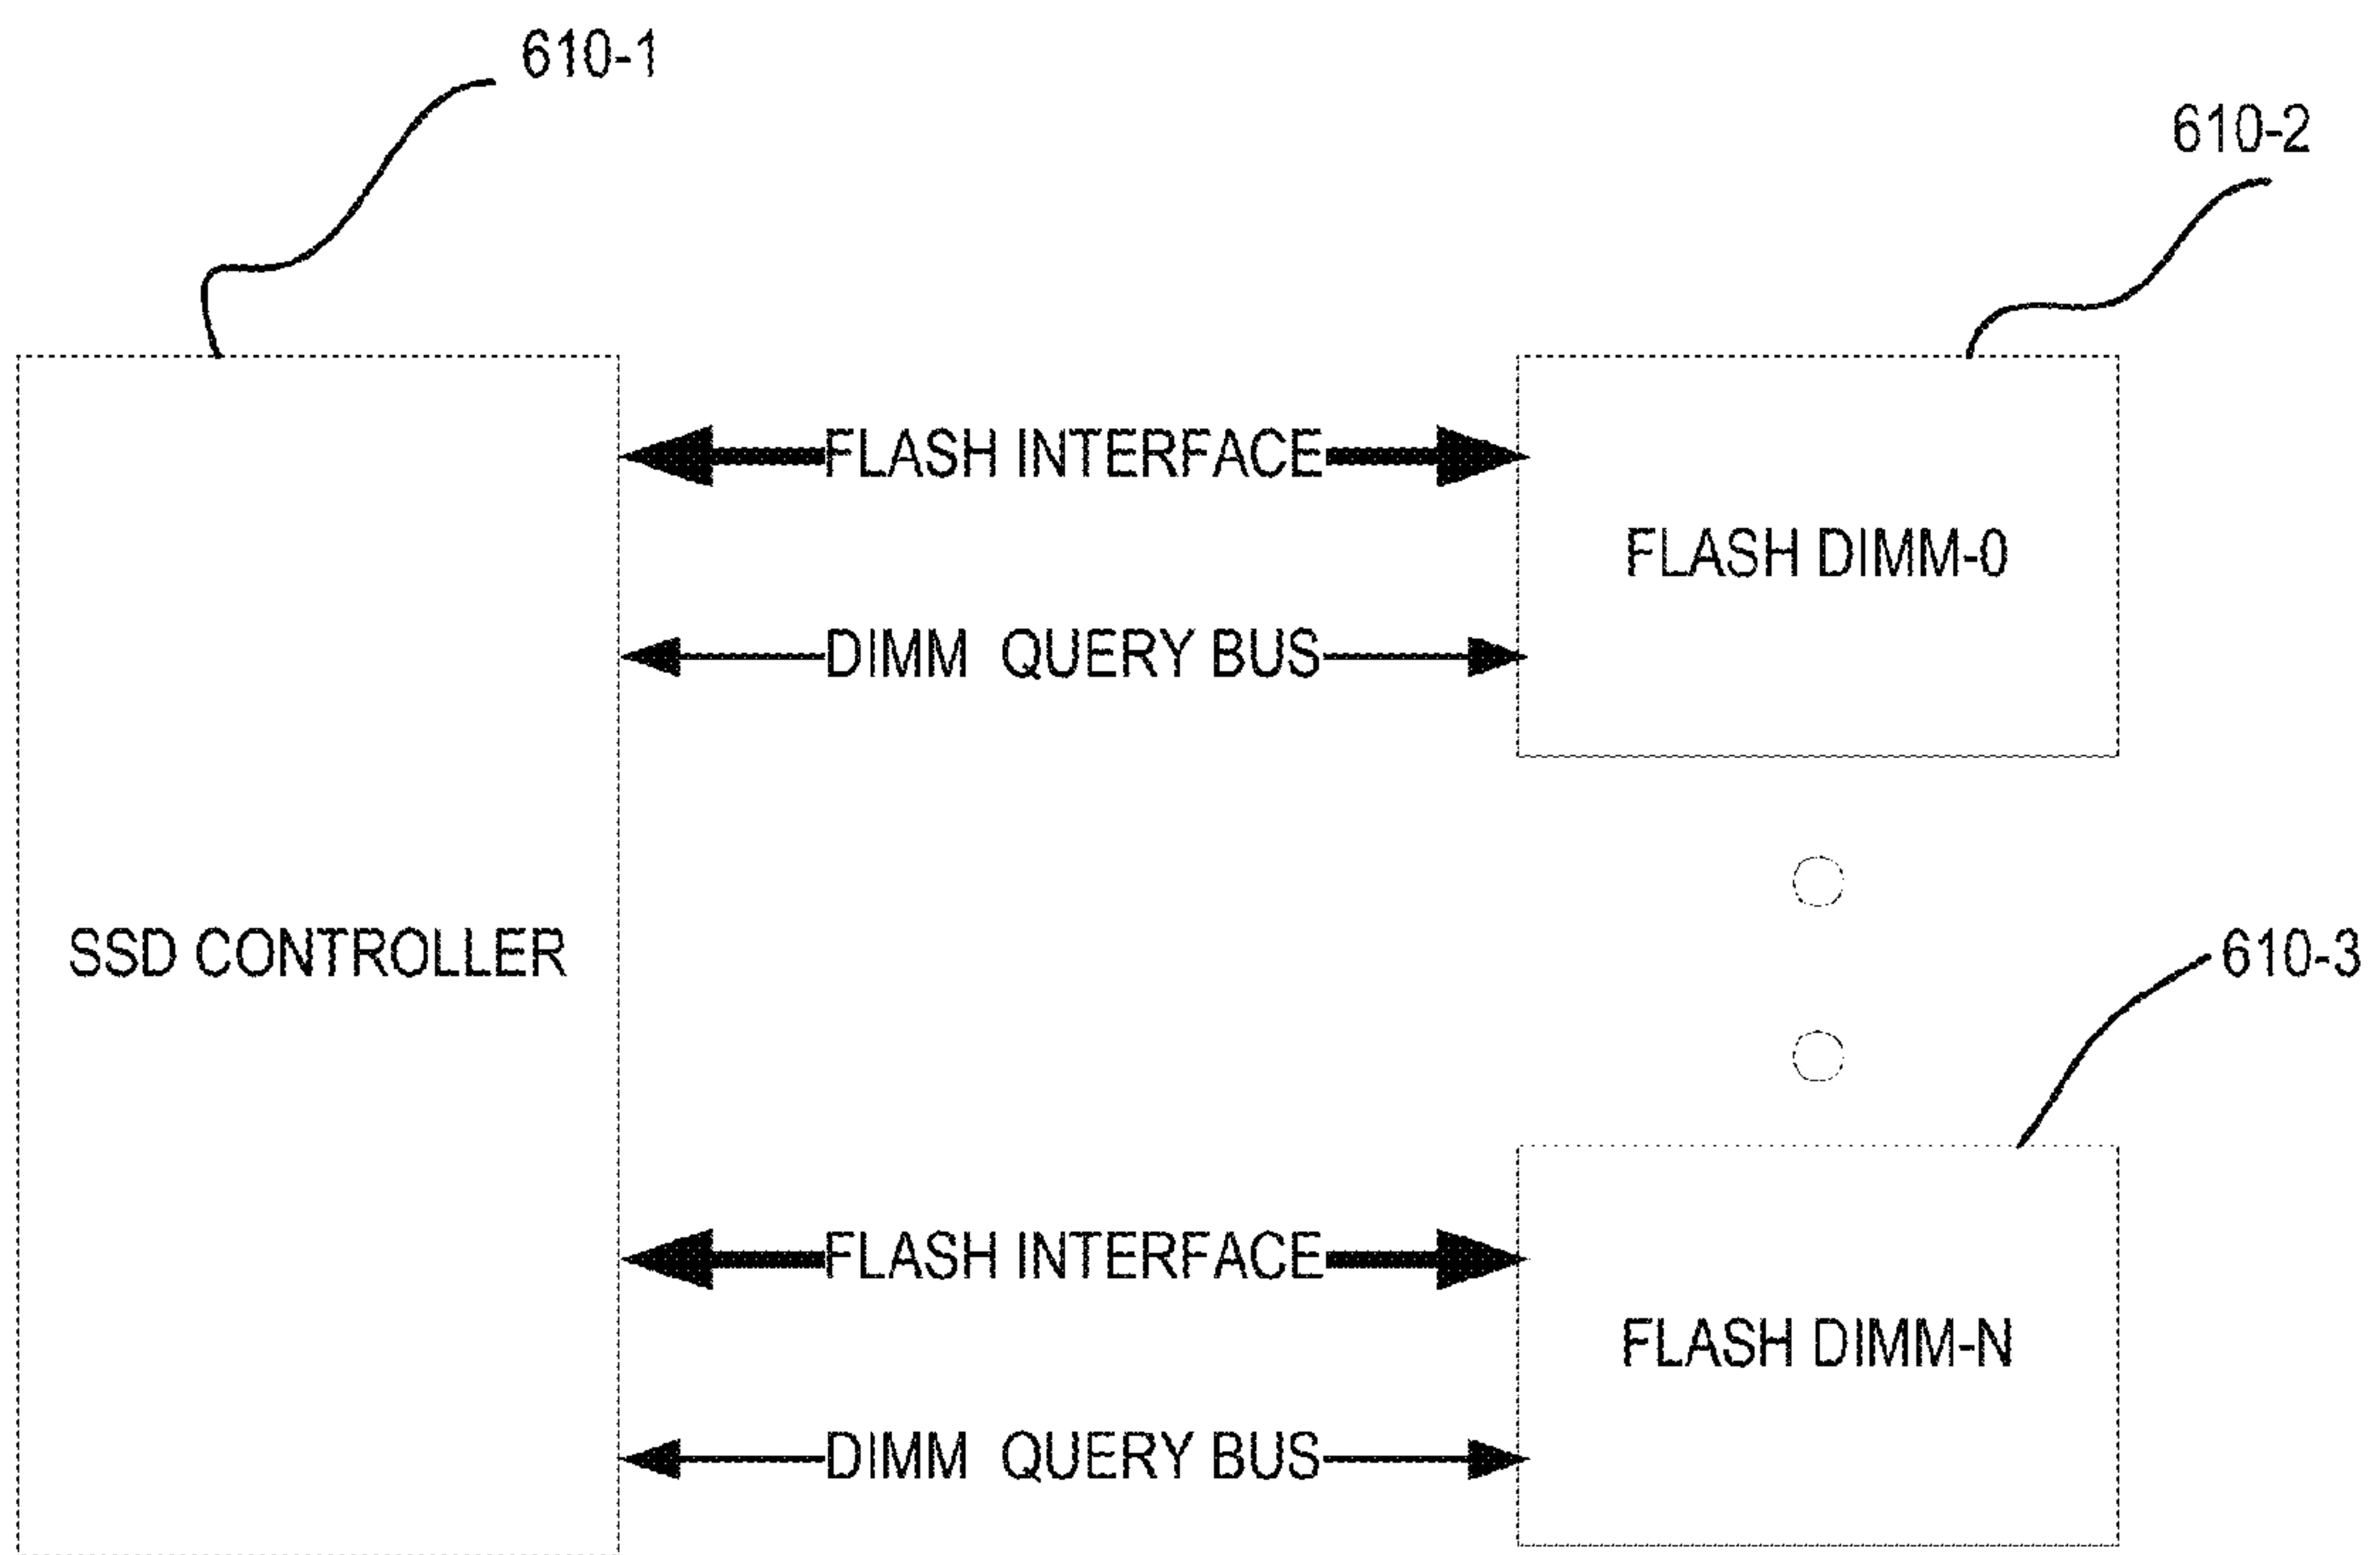 610-1
610-2
FLASH INTERFACE
FLASH DIMM-0
DIMM QUERY BUS
SSD CONTROLLER
610-3
FLASH INTERFACE
FLASH DIMM-N
DIMM QUERY BUS